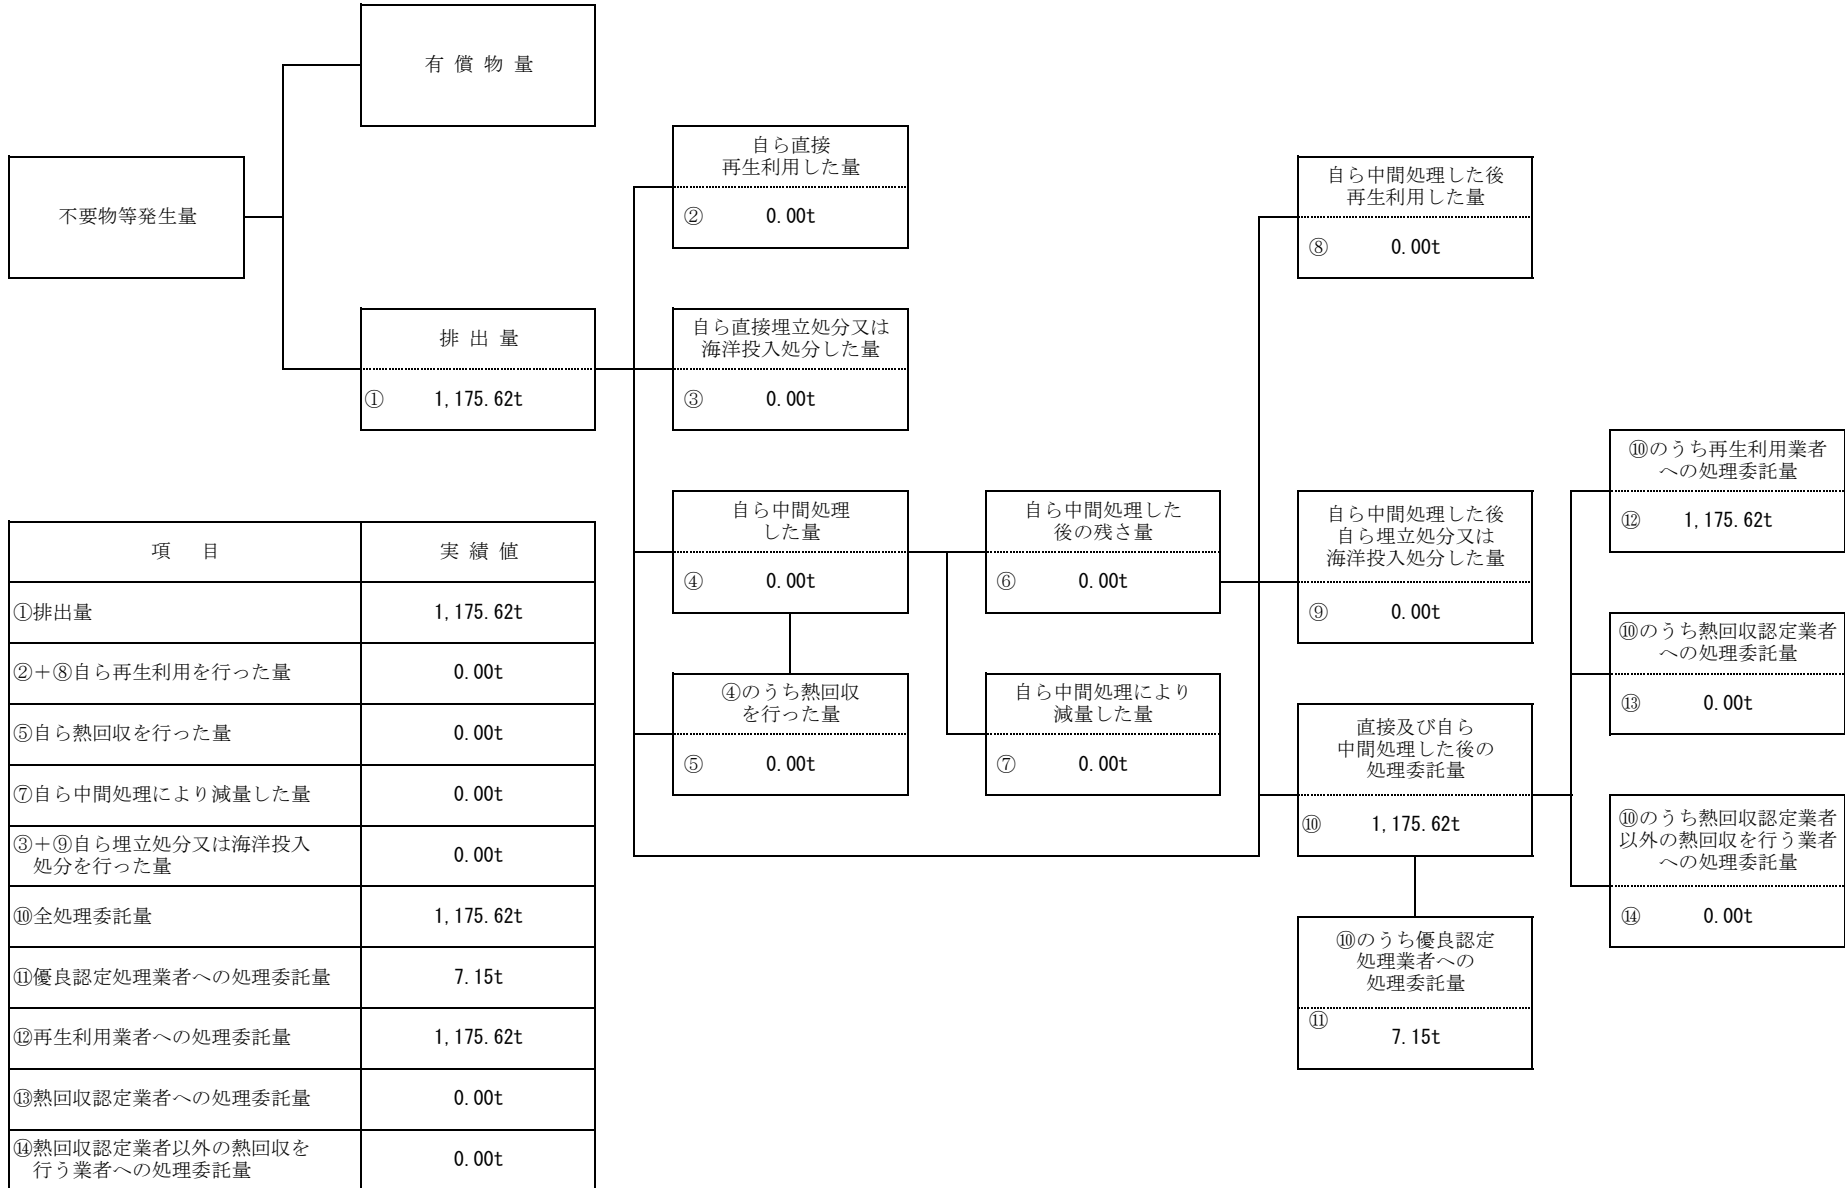 有償物量
不要物等発生量
排出量
① 1,175.62t
自ら直接
再生利用した量
② 0.00t
自ら直接埋立処分又は
海洋投入処分した量
③ 0.00t
自ら中間処理
した量
④ 0.00t
④のうち熱回収
を行った量
⑤ 0.00t
自ら中間処理した
後の残さ量
⑥ 0.00t
自ら中間処理により
減量した量
⑦ 0.00t
自ら中間処理した後
再生利用した量
⑧ 0.00t
自ら中間処理した後
自ら埋立処分又は
海洋投入処分した量
⑨ 0.00t
直接及び自ら
中間処理した後の
処理委託量
⑩ 1,175.62t
⑩のうち優良認定
処理業者への
処理委託量
⑪
7.15t
⑩のうち再生利用業者
への処理委託量
⑫ 1,175.62t
⑩のうち熱回収認定業者
への処理委託量
⑬ 0.00t
⑩のうち熱回収認定業者
以外の熱回収を行う業者
への処理委託量
⑭ 0.00t
項目 実績値
①排出量 1,175.62t
②+⑧自ら再生利用を行った量 0.00t
⑤自ら熱回収を行った量 0.00t
⑦自ら中間処理により減量した量 0.00t
③+⑨自ら埋立処分又は海洋投入
処分を行った量 0.00t
⑩全処理委託量 1,175.62t
⑪優良認定処理業者への処理委託量 7.15t
⑫再生利用業者への処理委託量 1,175.62t
⑬熱回収認定業者への処理委託量 0.00t
⑭熱回収認定業者以外の熱回収を
行う業者への処理委託量 0.00t